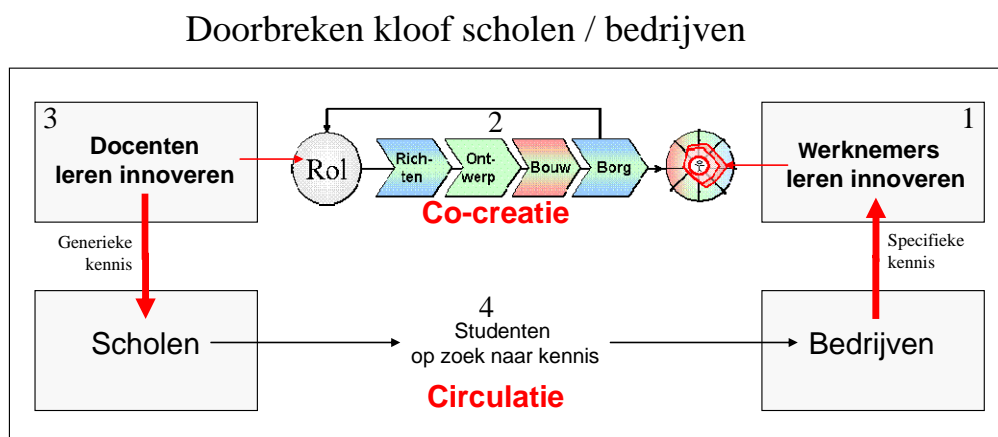 Doorbreken kloof scholen / bedrijven
3
Docenten
leren innoveren
Rol
2
Rich-
ten
Ont-
werp
Bouw
Borg
Co-creatie
1
Werknemers
leren innoveren
Generieke
kennis
Specifieke
kennis
Scholen
4
Studenten
op zoek naar kennis
Circulatie
Bedrijven